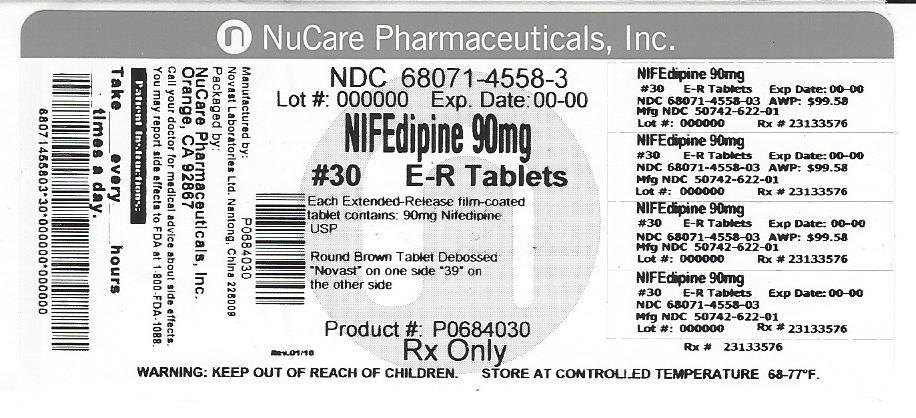 NuCare Pharmaceuticals, Inc.
68071455803*30*000000*000000
Take ___ every ___ hours
___ times a day.
Patient Instructions
Call your doctor for medical advice about side effects.
You may report side effects to FDA at 1-800-FDA-1088.
Manufactured by:
Novast Laboratories Ltd. Nantong, China 226009
Packaged by:
NuCare Pharmaceuticals, Inc.
Orange, CA 92867
P0684030
NDC 68071-4558-3
Lot #: 000000 Exp. Date: 00-00
NIFEdipine 90mg
#30 E-R Tablets
Each Extended-Release film-coated
tablet contains: 90mg Nifedipine
USP
Round Brown Tablet Debossed
"Novast" on one side "39" on
the other side
Product #: P0684030
Rev.01/18
Rx Only
NIFEdipine 90mg
#30 E-R Tablets Exp Date: 00-00
NDC 68071-4558-03 AWP: $99.58
Mfg NDC 50742-622-01
Lot #: 000000 Rx # 23133576
NIFEdipine 90mg
#30 E-R Tablets Exp Date: 00-00
NDC 68071-4558-03 AWP: $99.58
Mfg NDC 50742-622-01
Lot #: 000000 Rx # 23133576
NIFEdipine 90mg
#30 E-R Tablets Exp Date: 00-00
NDC 68071-4558-03 AWP: $99.58
Mfg NDC 50742-622-01
Lot #: 000000 Rx # 23133576
NIFEdipine 90mg
#30 E-R Tablets Exp Date: 00-00
NDC 68071-4558-03
Mfg NDC 50742-622-01
Lot #: 000000 Rx # 23133576
Rx # 23133576
WARNING: KEEP OUT OF REACH OF CHILDREN. STORE AT CONTROLLED TEMPERATURE 68-77°F.